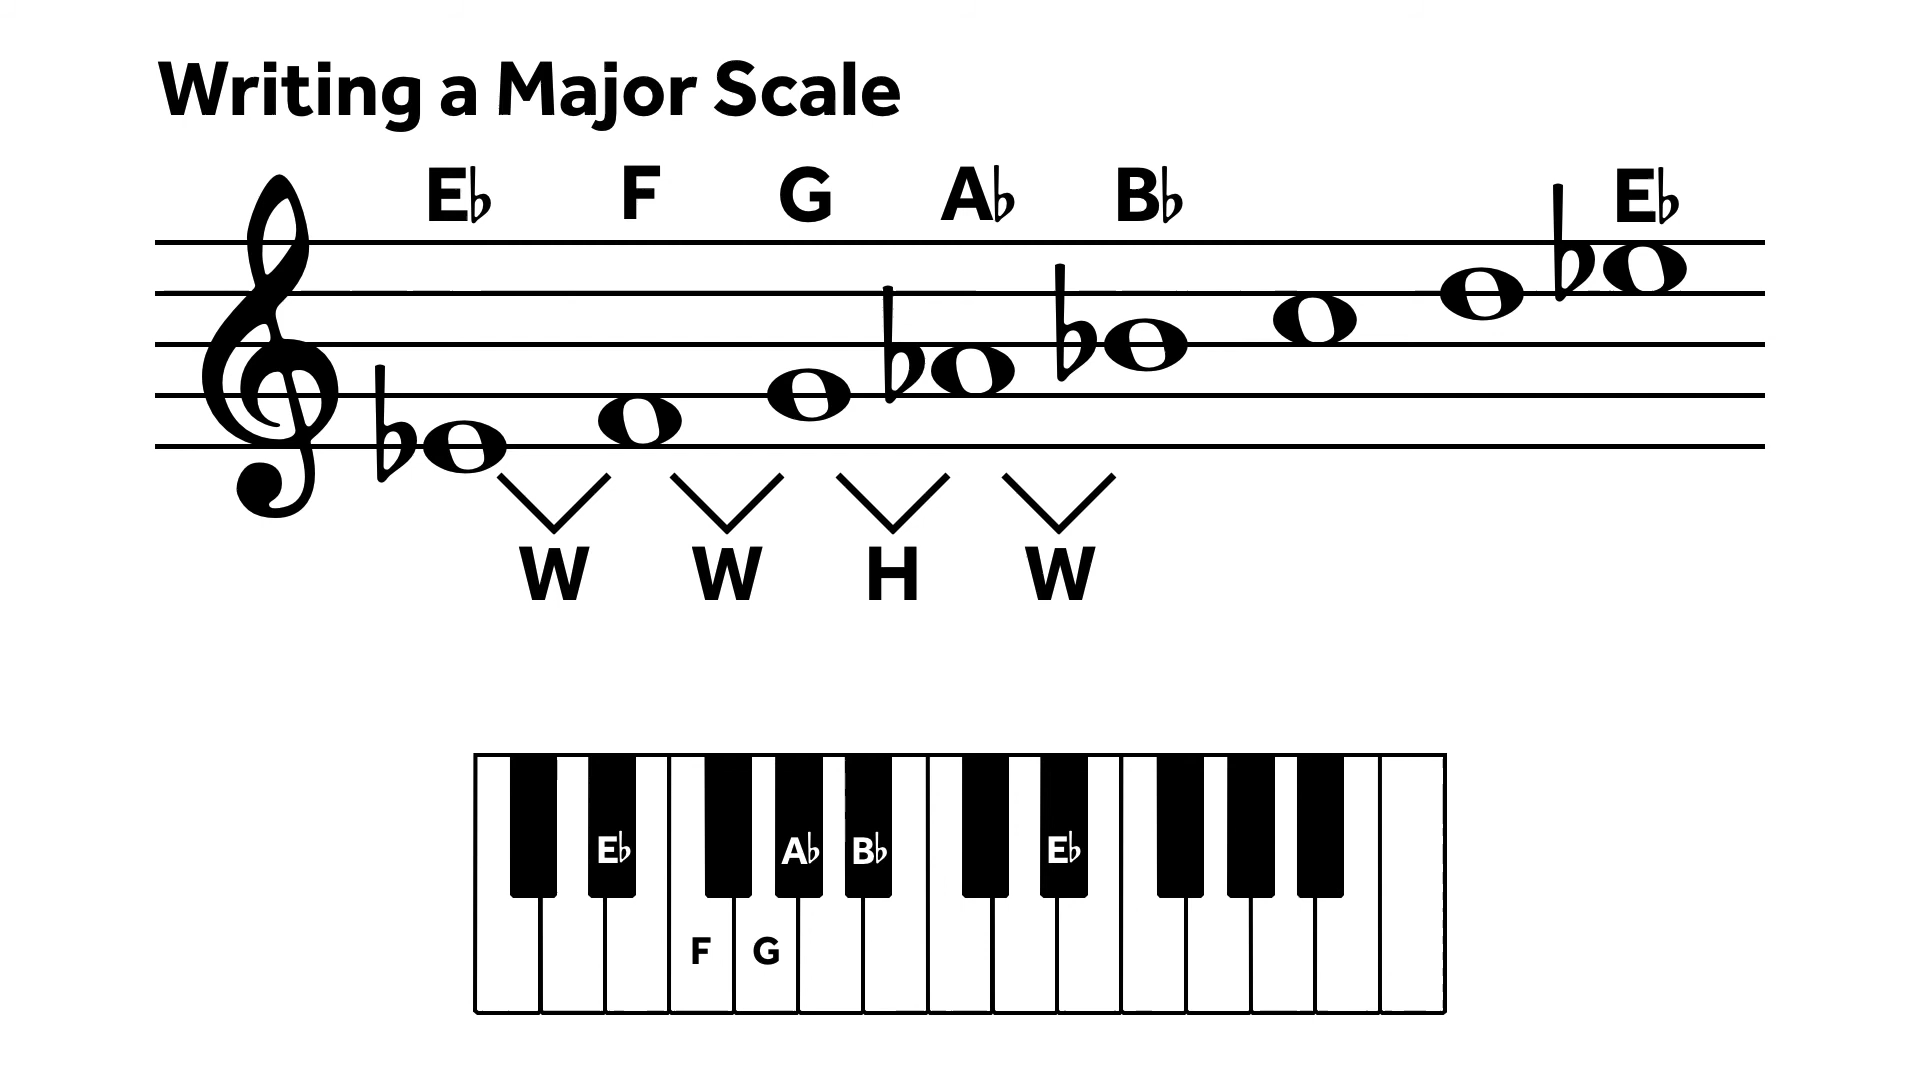 Writing a Major Scale
E♭ F G A♭ B♭ E♭
W W H W
E♭ A♭ B♭ E♭
F G